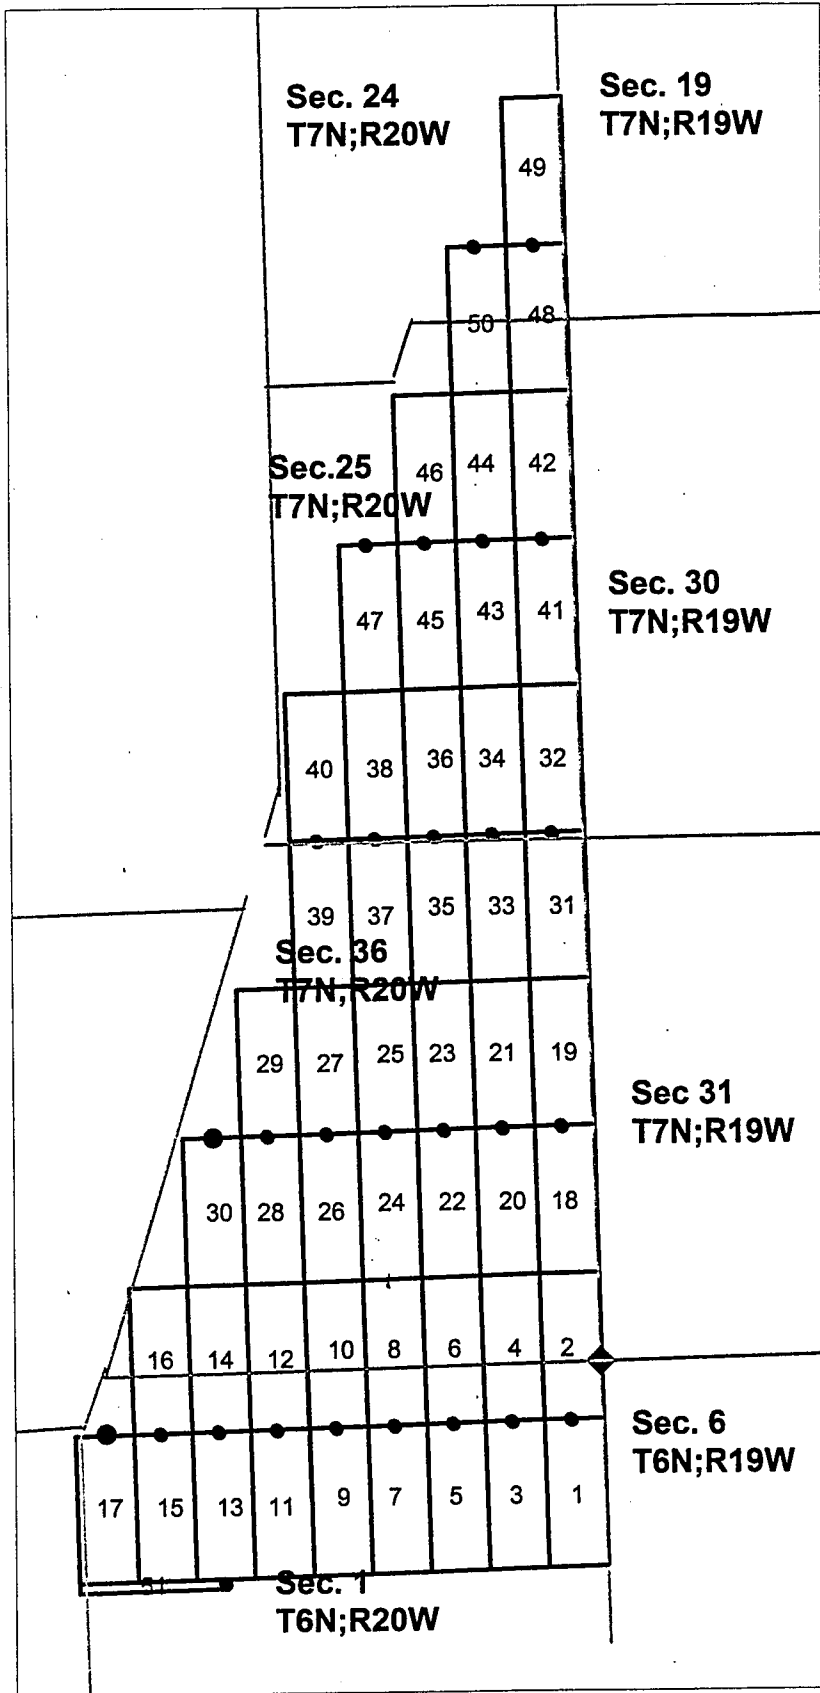 Sec. 24
T7N;R20W
Sec. 19
T7N;R19W
49
50 48
Sec.25
T7N;R20W
46 44 42
Sec. 30
T7N;R19W
47 45 43 41
40 38 36 34 32
39 37 35 33 31
Sec. 36
T7N;R20W
29 27 25 23 21 19
Sec 31
T7N;R19W
30 28 26 24 22 20 18
16 14 12 10 8 6 4 2
Sec. 6
T6N;R19W
17 15 13 11 9 7 5 3 1
51
Sec. 1
T6N;R20W